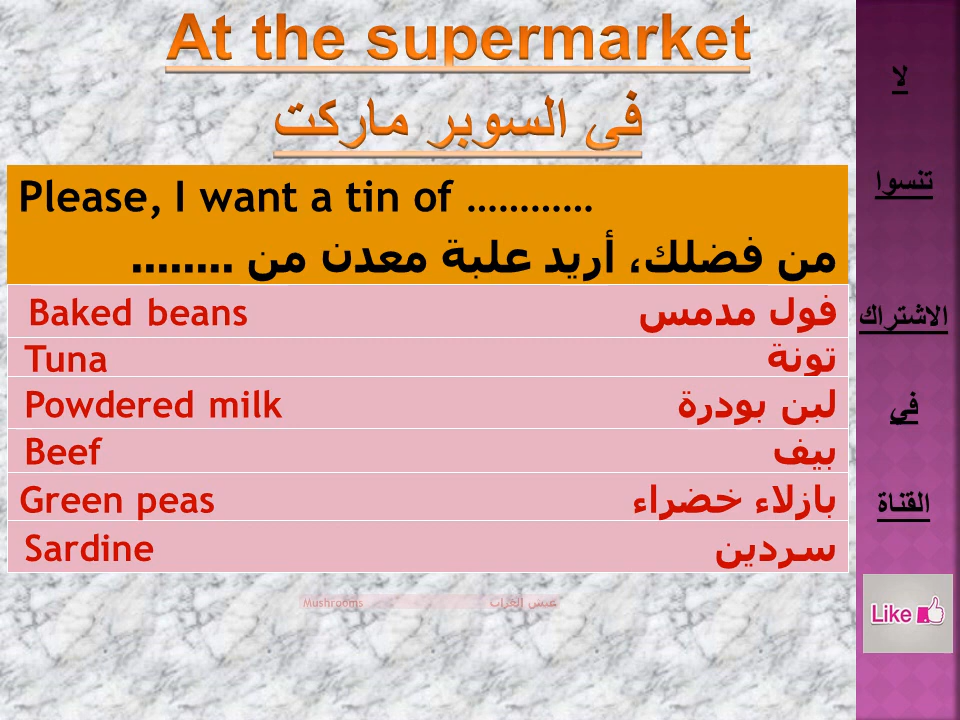 At the supermarket
فى السوبر ماركت
Please, I want a tin of …………
من فضلك، أريد علبة معدن من ........
Baked beans فول مدمس
Tuna تونة
Powdered milk لبن بودرة
Beef بيف
Green peas بازلاء خضراء
Sardine سردين
Mushrooms عيش الغراب
لا
تنسوا
الاشتراك
في
القناة
Like